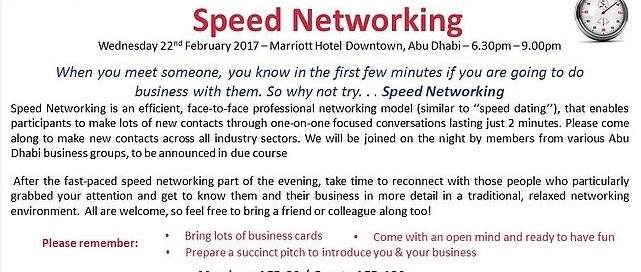 Speed Networking
Wednesday 22nd February 2017 – Marriott Hotel Downtown, Abu Dhabi – 6.30pm – 9.00pm
When you meet someone, you know in the first few minutes if you are going to do
business with them. So why not try. . . Speed Networking
Speed Networking is an efficient, face-to-face professional networking model (similar to "speed dating"), that enables
participants to make lots of new contacts through one-on-one focused conversations lasting just 2 minutes. Please come
along to make new contacts across all industry sectors. We will be joined on the night by members from various Abu
Dhabi business groups, to be announced in due course
After the fast-paced speed networking part of the evening, take time to reconnect with those people who particularly
grabbed your attention and get to know them and their business in more detail in a traditional, relaxed networking
environment. All are welcome, so feel free to bring a friend or colleague along too!
Please remember:
• Bring lots of business cards
• Come with an open mind and ready to have fun
• Prepare a succinct pitch to introduce you & your business